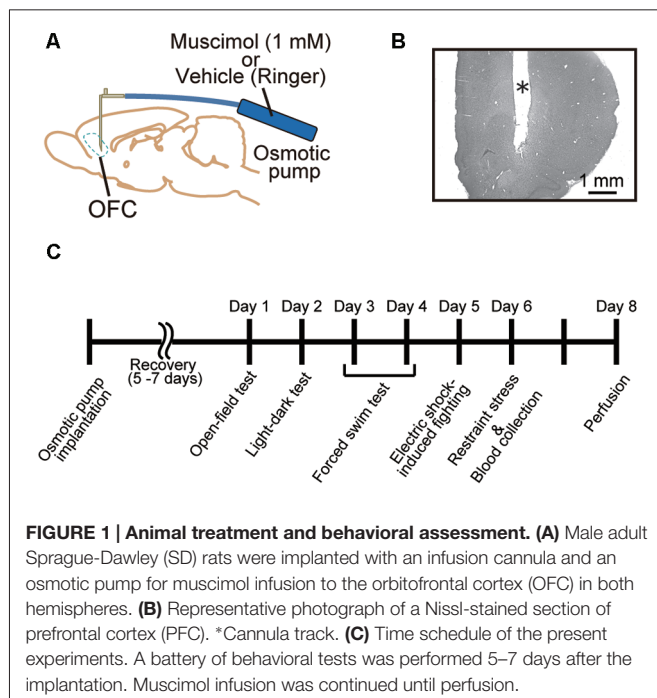 A
Muscimol (1 mM)
or
Vehicle (Ringer)
Osmotic
pump
OFC
B
*
1 mm
C
Day 1
Day 2
Day 3
Day 4
Day 5
Day 6
Day 8
Recovery
(5 -7 days)
Osmotic pump
implantation
Open-field test
Light-dark test
Forced swim test
Electric shock-
induced fighting
Restraint stress
&
Blood collection
Perfusion
FIGURE 1 | Animal treatment and behavioral assessment. (A) Male adult
Sprague-Dawley (SD) rats were implanted with an infusion cannula and an
osmotic pump for muscimol infusion to the orbitofrontal cortex (OFC) in both
hemispheres. (B) Representative photograph of a Nissl-stained section of
prefrontal cortex (PFC). *Cannula track. (C) Time schedule of the present
experiments. A battery of behavioral tests was performed 5–7 days after the
implantation. Muscimol infusion was continued until perfusion.